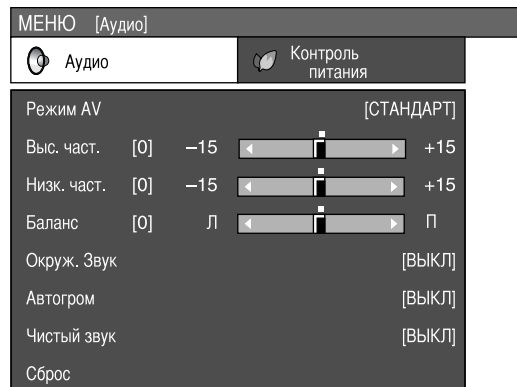 МЕНЮ [Аудио]
Аудио
Контроль
питания
Режим AV [СТАНДАРТ]
Выс. част. [0] –15 +15
Низк. част. [0] –15 +15
Баланс [0] Л П
Окруж. Звук [ВЫКЛ]
Автогром [ВЫКЛ]
Чистый звук [ВЫКЛ]
Сброс